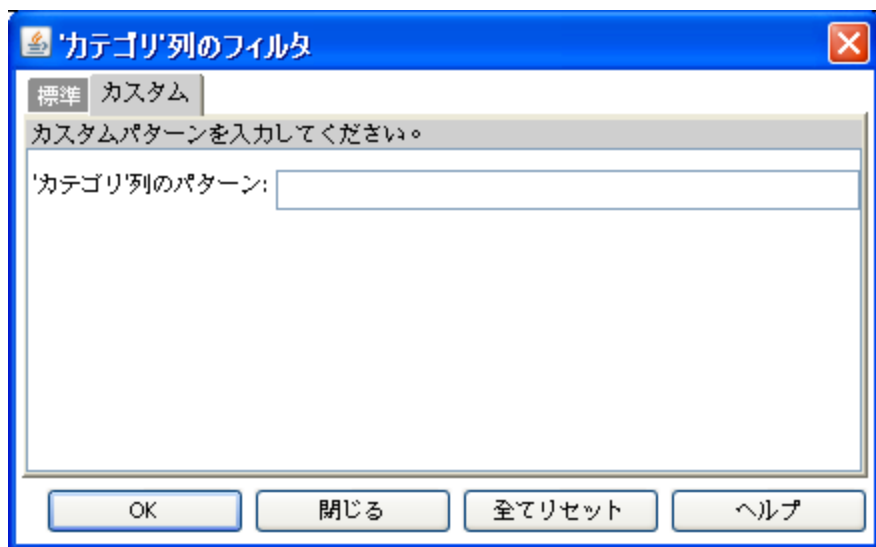 'カテゴリ'列のフィルタ
標準 カスタム
カスタムパターンを入力してください。
'カテゴリ'列のパターン:
OK 閉じる 全てリセット ヘルプ